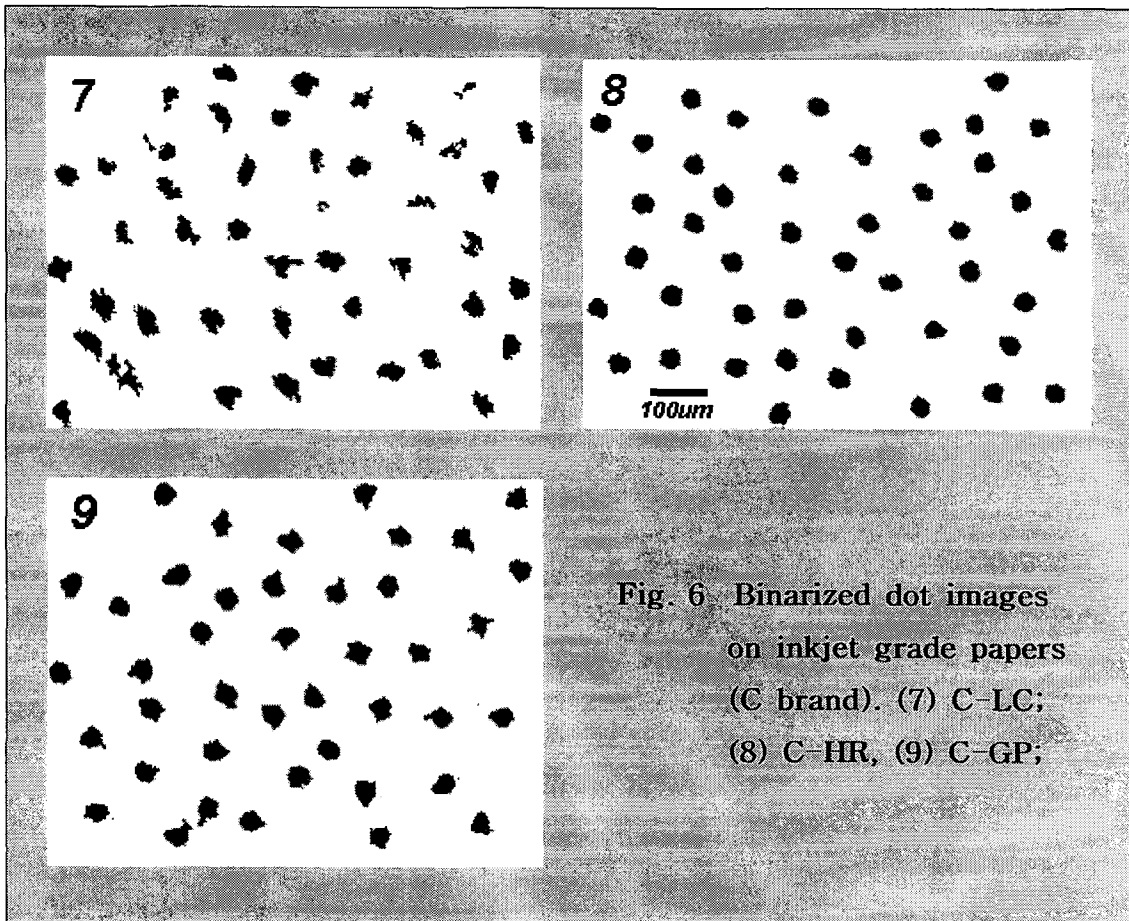 7
8
100um
9
Fig. 6 Binarized dot images
on inkjet grade papers
(C brand). (7) C-LC;
(8) C-HR, (9) C-GP;